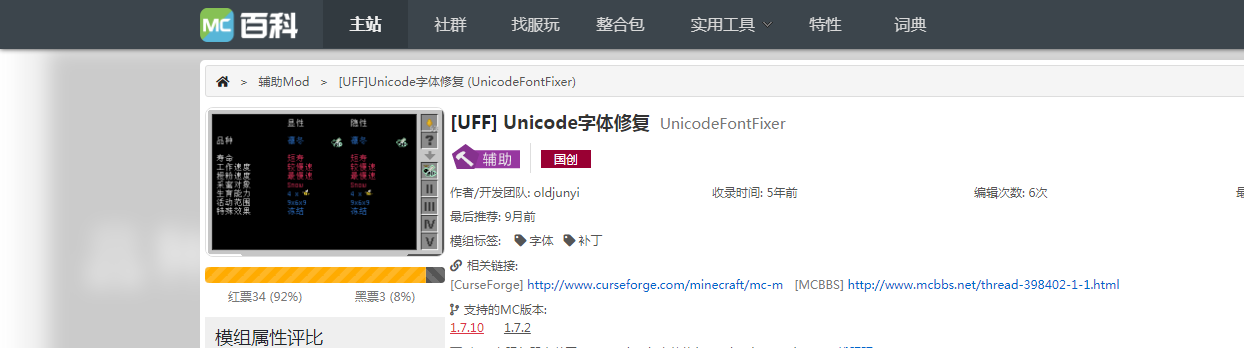 MC 百科 主站 社群 找服玩 整合包 实用工具 特性 词典
> 辅助Mod > [UFF]Unicode字体修复 (UnicodeFontFixer)
显性 隐性
品种 凛冬 凛冬
寿命 短寿 短寿
工作速度 较慢速 较慢速
授粉速度 最慢速 最慢速
采蜜对象 Snow Snow
生育能力 4 x 4 x
活动范围 9x6x9 9x6x9
特殊效果 冻结 冻结
?
II
III
IV
V
红票34 (92%) 黑票3 (8%)
模组属性评比
[UFF] Unicode字体修复 UnicodeFontFixer
辅助 国创
作者/开发团队: oldjunyi 收录时间: 5年前 编辑次数: 6次
最后推荐: 9月前
模组标签: 字体 补丁
相关链接:
[CurseForge] http://www.curseforge.com/minecraft/mc-m [MCBBS] http://www.mcbbs.net/thread-398402-1-1.html
支持的MC版本:
1.7.10 1.7.2